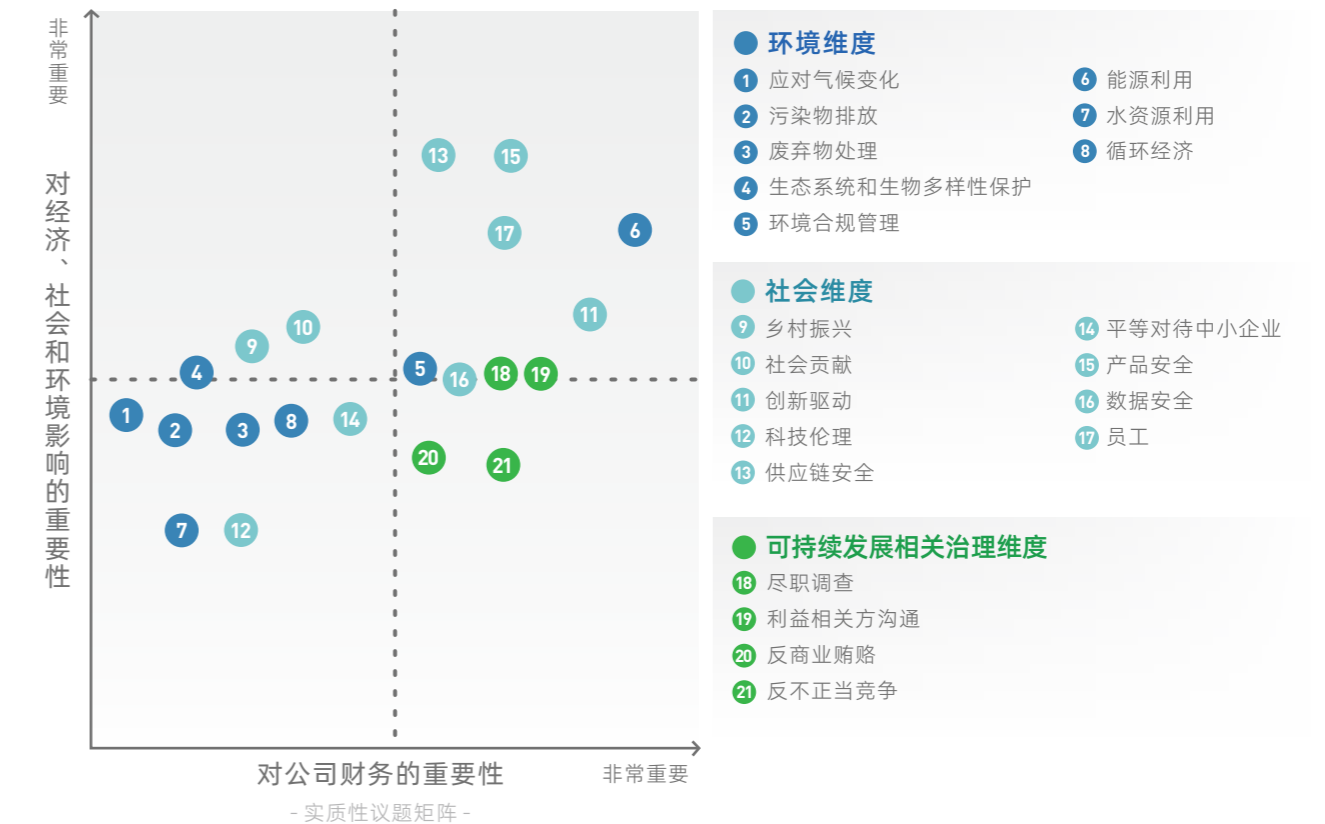 非常重要
对经济、社会和环境影响的重要性
13
15
17
6
11
10
9
4
5
16
18
19
1
2
3
8
14
20
21
7
12
对公司财务的重要性
非常重要
- 实质性议题矩阵 -
环境维度
1 应对气候变化
2 污染物排放
3 废弃物处理
4 生态系统和生物多样性保护
5 环境合规管理
6 能源利用
7 水资源利用
8 循环经济
社会维度
9 乡村振兴
10 社会贡献
11 创新驱动
12 科技伦理
13 供应链安全
14 平等对待中小企业
15 产品安全
16 数据安全
17 员工
可持续发展相关治理维度
18 尽职调查
19 利益相关方沟通
20 反商业贿赂
21 反不正当竞争